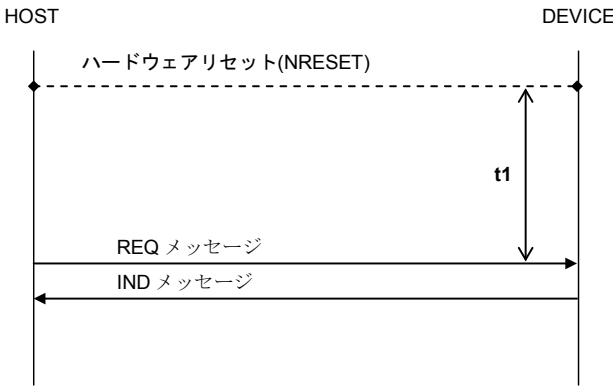 HOST DEVICE
ハードウェアリセット(NRESET)
t1
REQ メッセージ
IND メッセージ